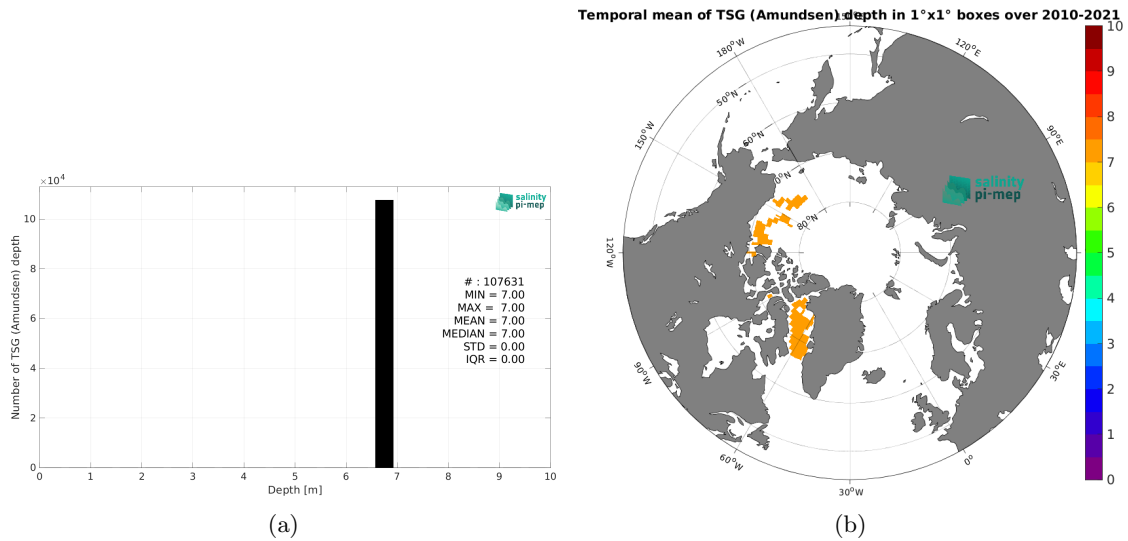 Temporal mean of TSG (Amundsen) depth in 1°x1° boxes over 2010-2021
×10⁴
10
8
6
4
2
0
Number of TSG (Amundsen) depth
salinity
pi-mep
# : 107631
MIN = 7.00
MAX = 7.00
MEAN = 7.00
MEDIAN = 7.00
STD = 0.00
IQR = 0.00
0 1 2 3 4 5 6 7 8 9 10
Depth [m]
(a)
180°W
120°E
150°W
90°E
120°W
90°W
30°E
60°W
0°
30°W
50°N
60°N
80°N
salinity
pi-mep
10
9
8
7
6
5
4
3
2
1
0
(b)